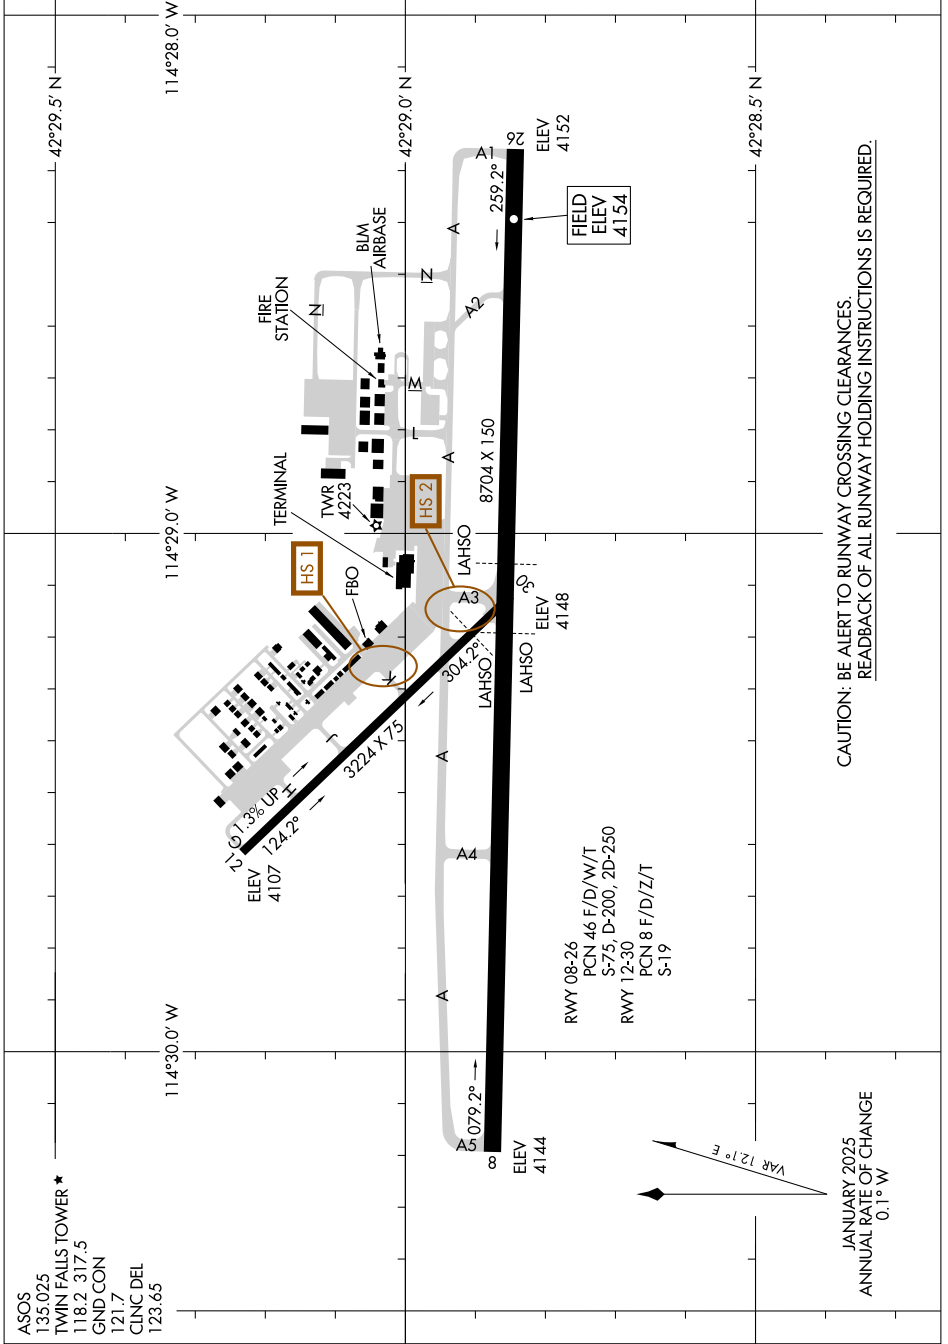 ASOS
135.025
TWIN FALLS TOWER ★
118.2 317.5
GND CON
121.7
CLNC DEL
123.65
114°30.0' W
114°29.0' W
114°28.0' W
42°29.5' N
42°29.0' N
42°28.5' N
HS 1
HS 2
FBO
TERMINAL
TWR
4223
FIRE
STATION
BLM
AIRBASE
N
N
M
L
K
J
H
G
12
ELEV
4107
1.3% UP
124.2°
3224 X 75
304.2°
30
ELEV
4148
LAHSO
LAHSO
LAHSO
A
A
A
A
A1
A2
A3
A4
A5
8
ELEV
4144
079.2°
8704 X 150
259.2°
26
ELEV
4152
FIELD
ELEV
4154
RWY 08-26
PCN 46 F/D/W/T
S-75, D-200, 2D-250
RWY 12-30
PCN 8 F/D/Z/T
S-19
VAR 12.1° E
JANUARY 2025
ANNUAL RATE OF CHANGE
0.1° W
CAUTION: BE ALERT TO RUNWAY CROSSING CLEARANCES.
READBACK OF ALL RUNWAY HOLDING INSTRUCTIONS IS REQUIRED.